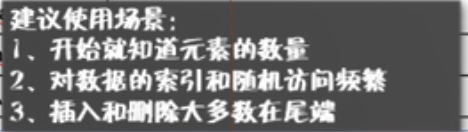 建议使用场景：
1、开始就知道元素的数量
2、对数据的索引和随机访问频繁
3、插入和删除大多数在尾端